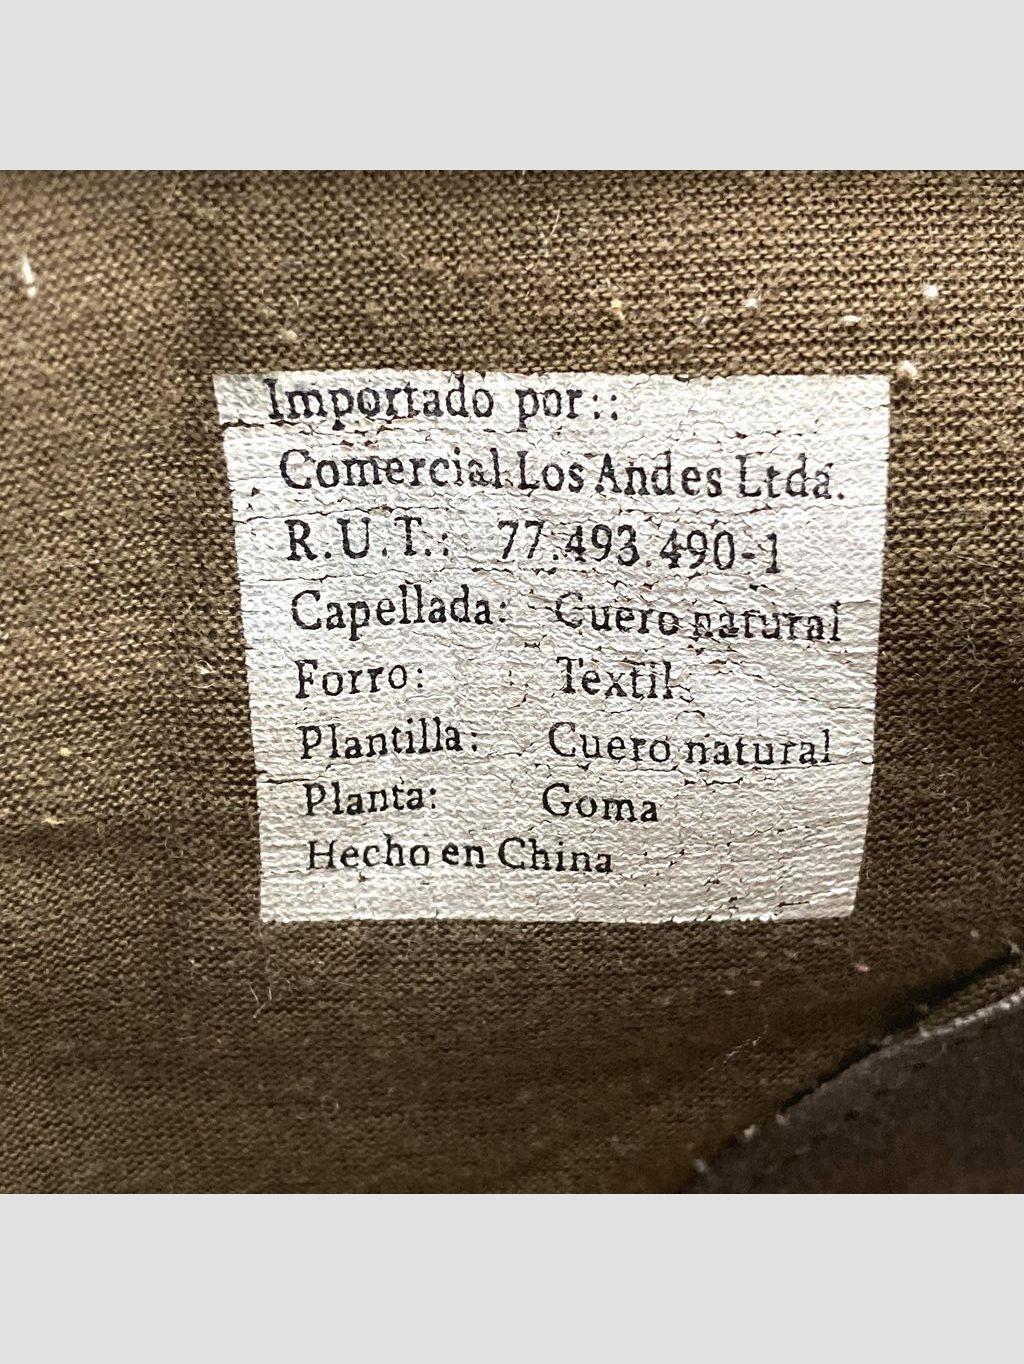 Importado por::
Comercial Los Andes Ltda.
R.U.T.: 77.493.490-1
Capellada: Cuero natural
Forro: Textil
Plantilla: Cuero natural
Planta: Goma
Hecho en China